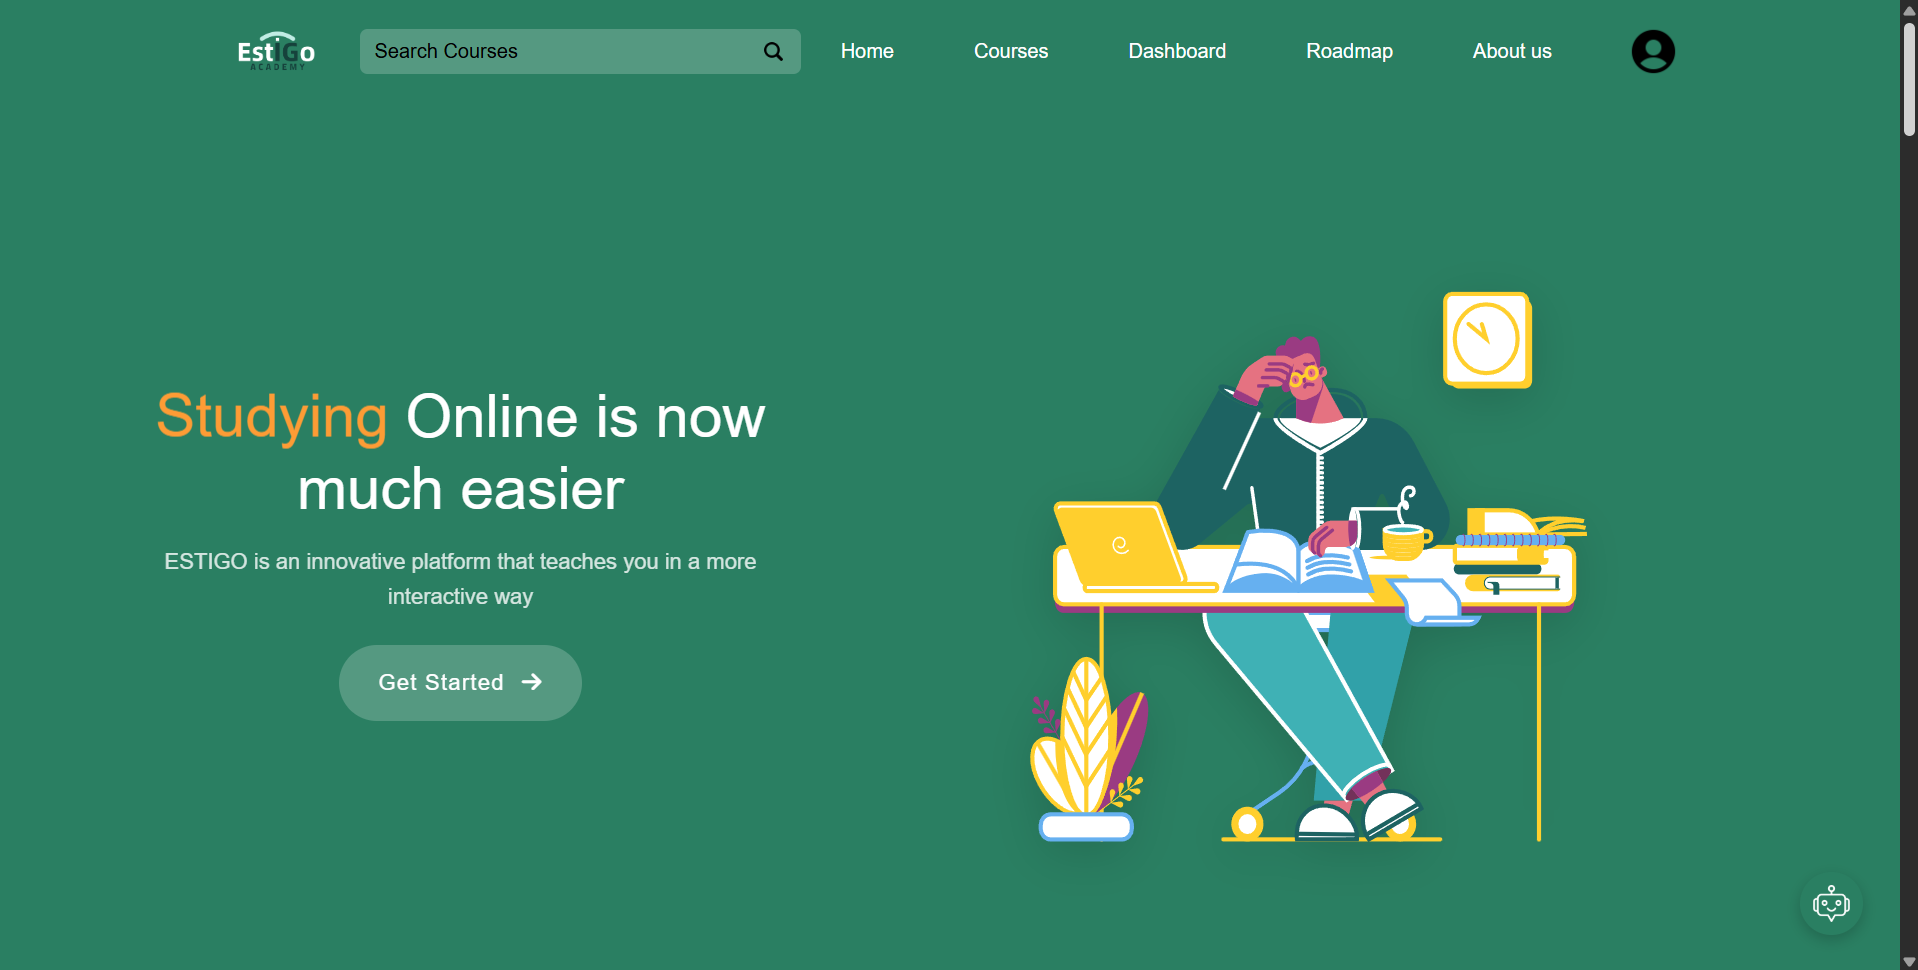 EstiGo
ACADEMY
Search Courses
Home
Courses
Dashboard
Roadmap
About us
Studying Online is now
much easier
ESTIGO is an innovative platform that teaches you in a more
interactive way
Get Started